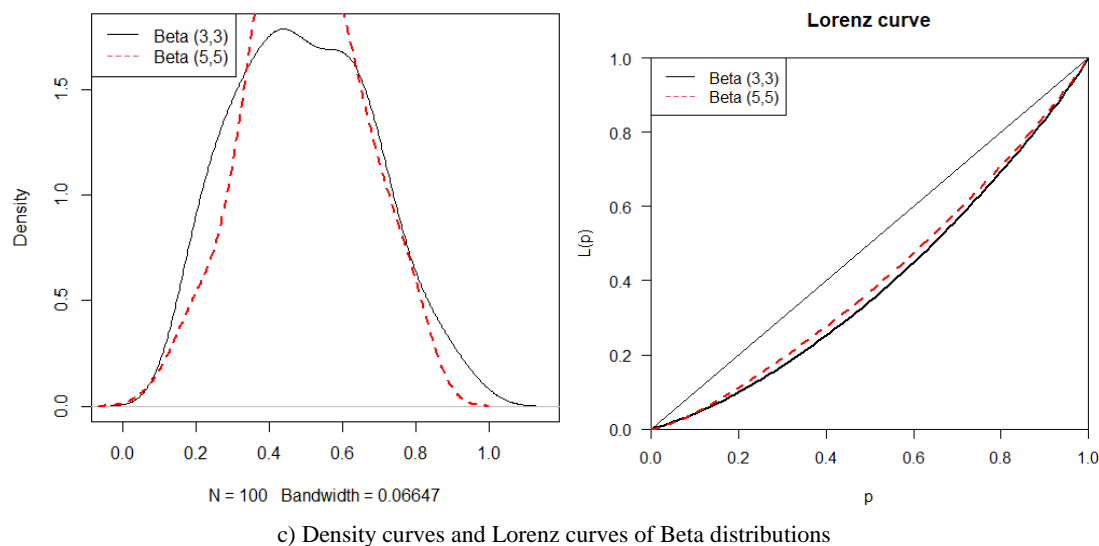 Beta (3,3)
Beta (5,5)
Density
0.0
0.5
1.0
1.5
0.0 0.2 0.4 0.6 0.8 1.0
N = 100 Bandwidth = 0.06647
Lorenz curve
Beta (3,3)
Beta (5,5)
L(p)
1.0
0.8
0.6
0.4
0.2
0.0
0.0 0.2 0.4 0.6 0.8 1.0
p
c) Density curves and Lorenz curves of Beta distributions